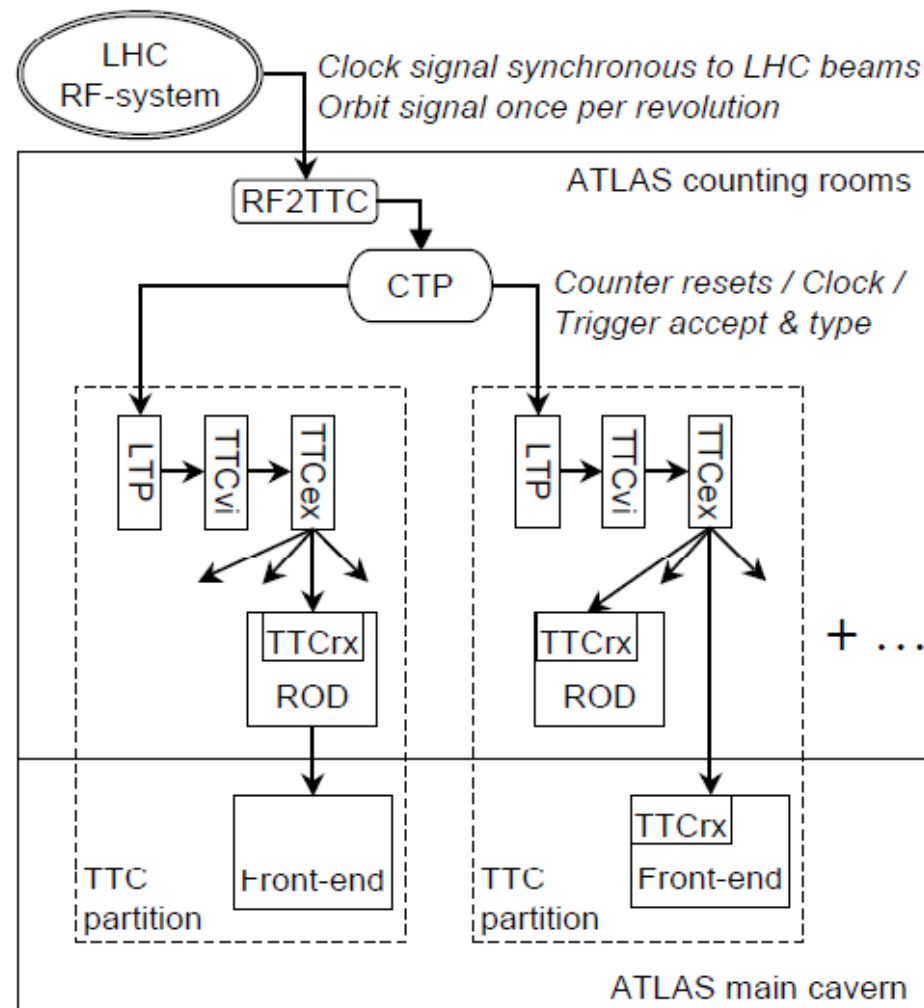 LHC
RF-system
Clock signal synchronous to LHC beams
Orbit signal once per revolution
ATLAS counting rooms
RF2TTC
CTP
Counter resets / Clock /
Trigger accept & type
LTP
TTCvi
TTCex
LTP
TTCvi
TTCex
TTCrx
ROD
TTCrx
ROD
+ ...
TTCrx
Front-end
Front-end
TTC
partition
TTC
partition
ATLAS main cavern